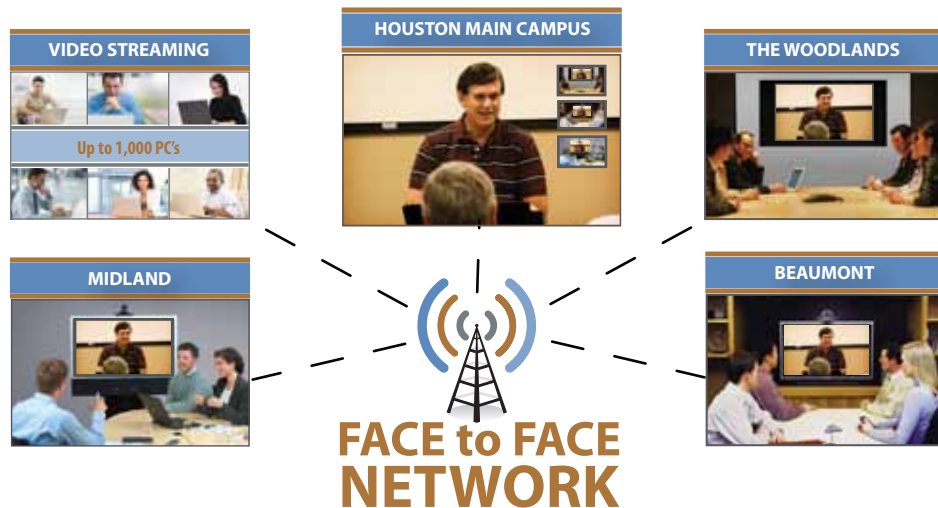 VIDEO STREAMING
Up to 1,000 PC's
HOUSTON MAIN CAMPUS
THE WOODLANDS
MIDLAND
BEAUMONT
FACE to FACE
NETWORK